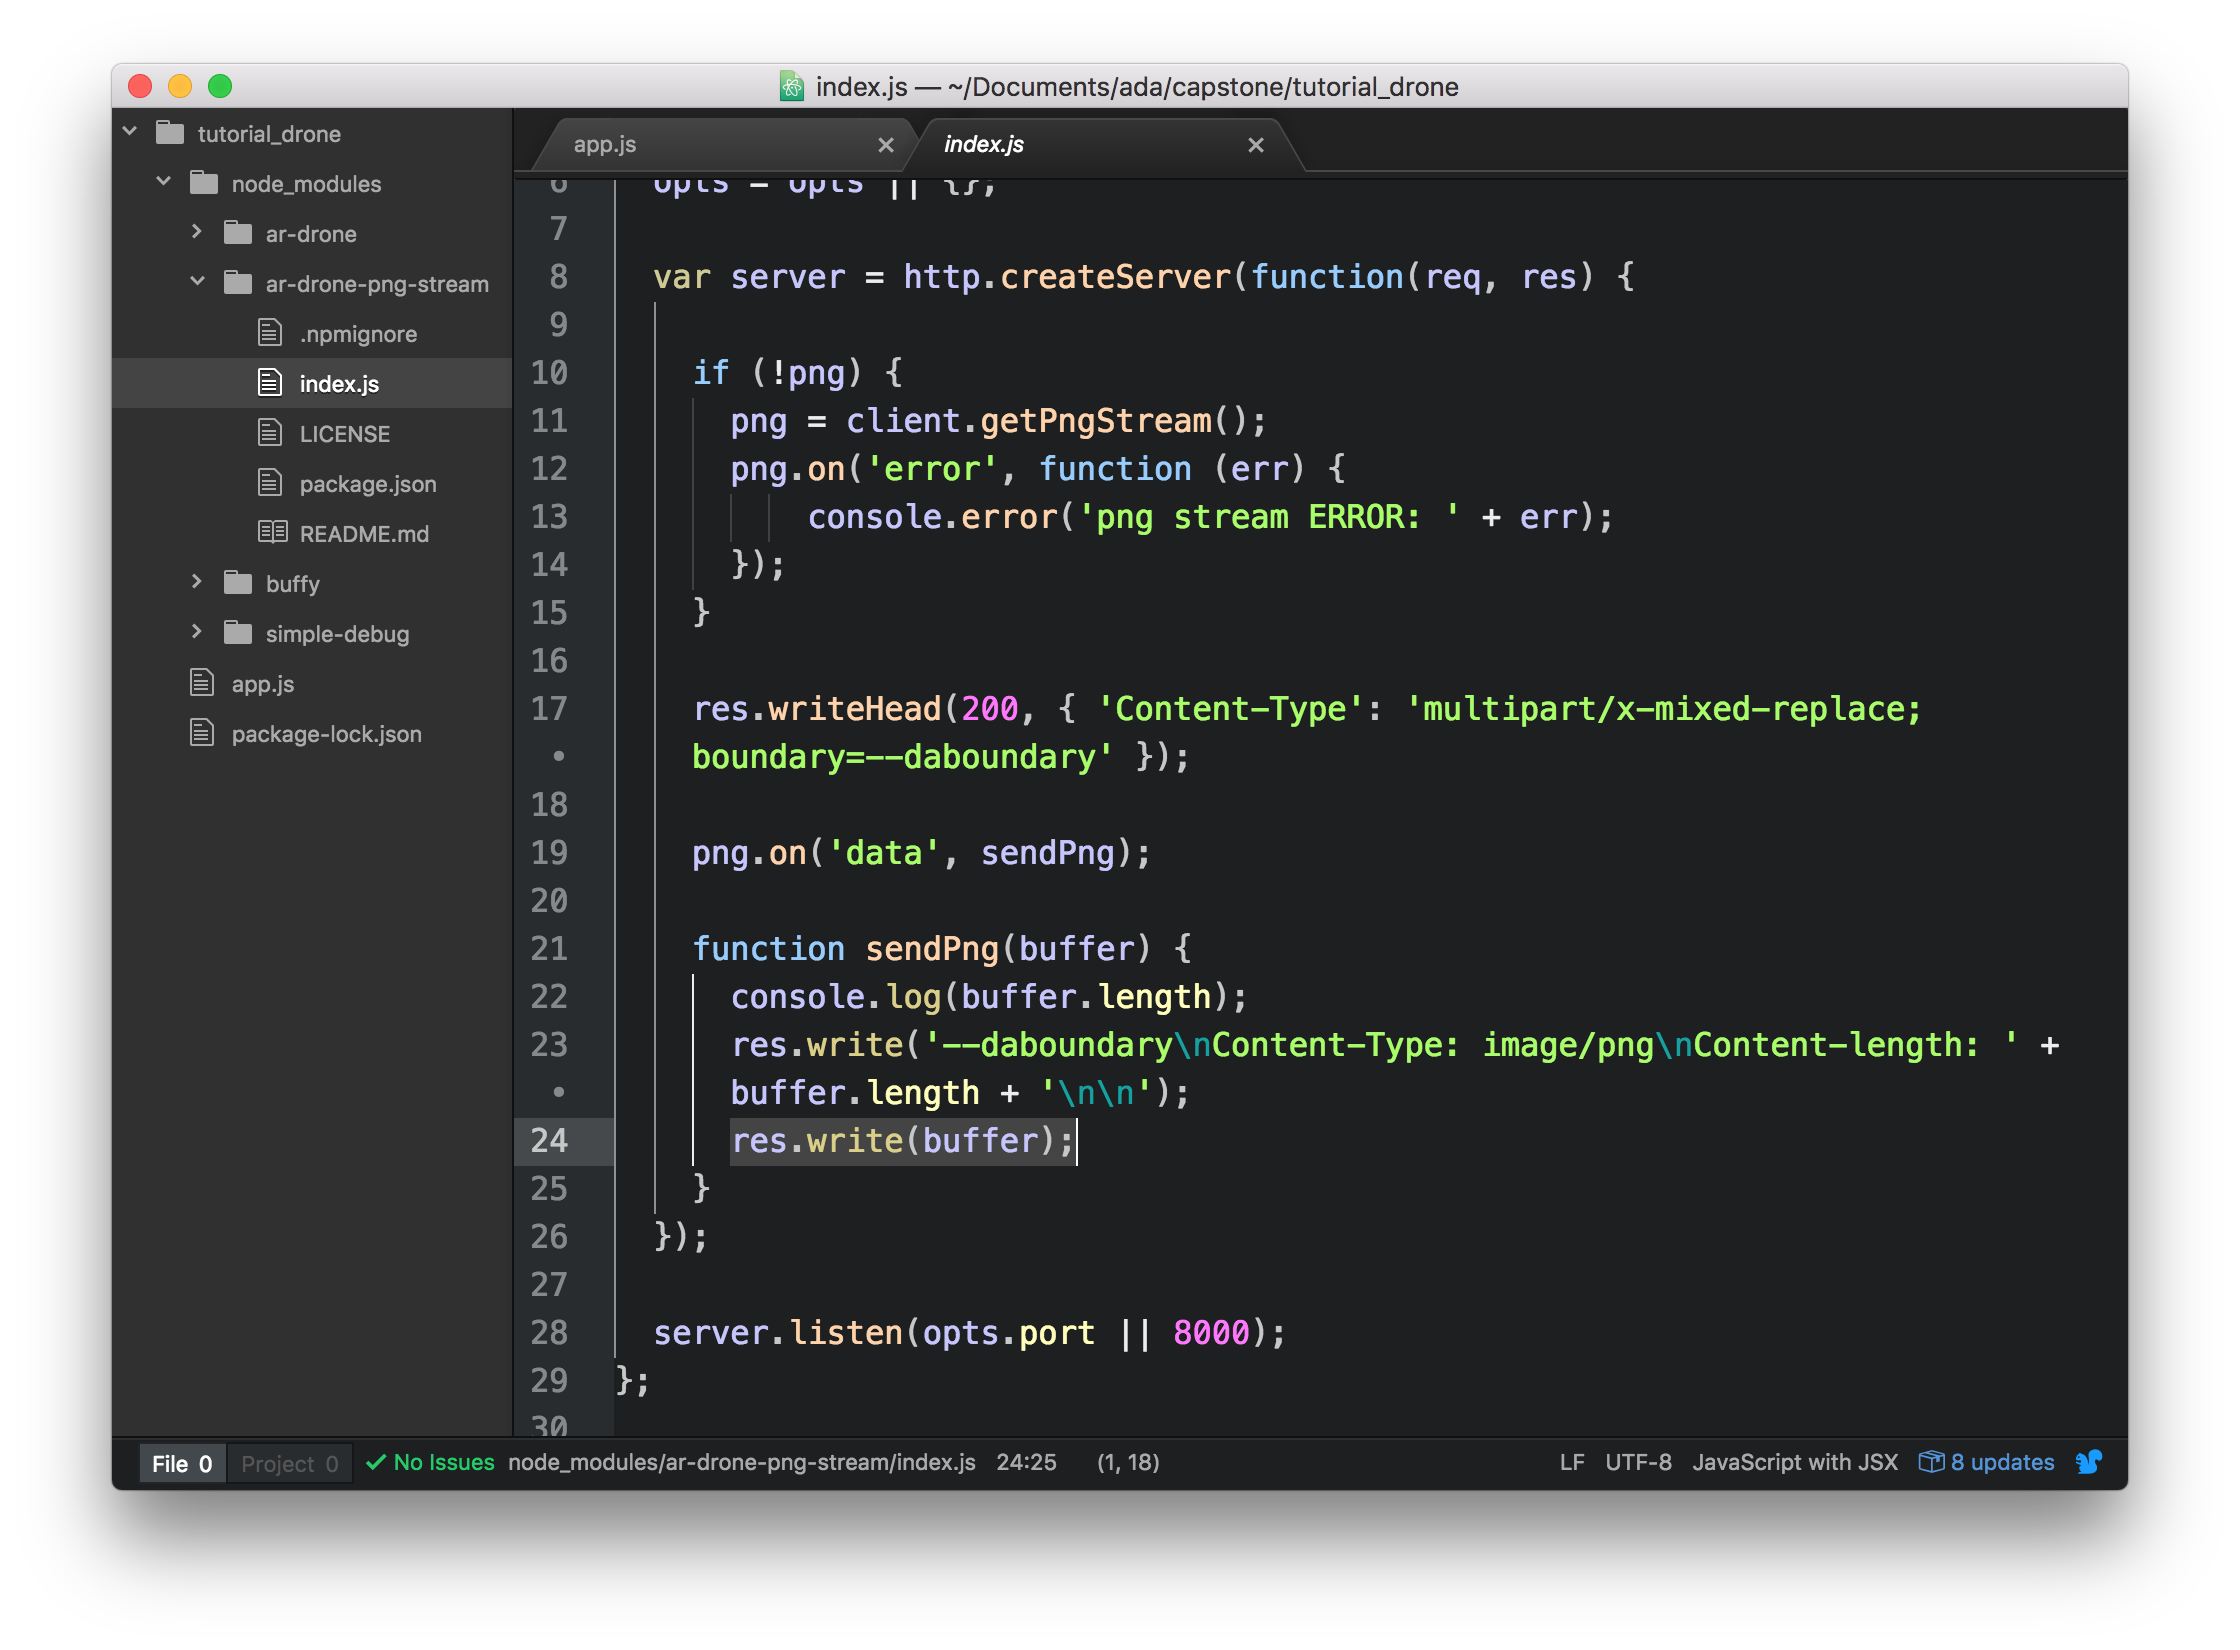 index.js — ~/Documents/ada/capstone/tutorial_drone
tutorial_drone
node_modules
ar-drone
ar-drone-png-stream
.npmignore
index.js
LICENSE
package.json
README.md
buffy
simple-debug
app.js
package-lock.json
app.js
index.js
6 opts = opts || {};
7
8 var server = http.createServer(function(req, res) {
9
10 if (!png) {
11 png = client.getPngStream();
12 png.on('error', function (err) {
13 console.error('png stream ERROR: ' + err);
14 });
15 }
16
17 res.writeHead(200, { 'Content-Type': 'multipart/x-mixed-replace;
• boundary=--daboundary' });
18
19 png.on('data', sendPng);
20
21 function sendPng(buffer) {
22 console.log(buffer.length);
23 res.write('--daboundary\nContent-Type: image/png\nContent-length: ' +
• buffer.length + '\n\n');
24 res.write(buffer);
25 }
26 });
27
28 server.listen(opts.port || 8000);
29 };
30
File 0 Project 0 No Issues node_modules/ar-drone-png-stream/index.js 24:25 (1, 18) LF UTF-8 JavaScript with JSX 8 updates